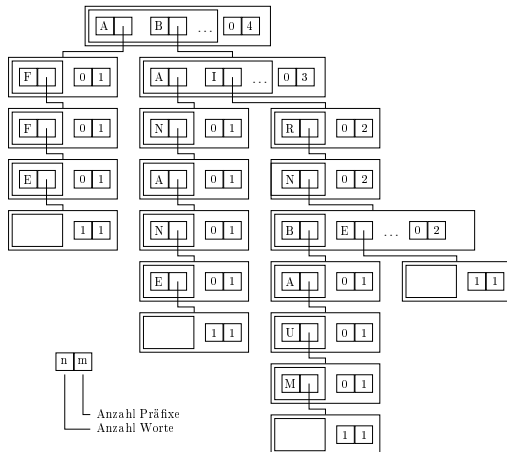 A B ... 0 4
F 0 1 A I ... 0 3
F 0 1 N 0 1 R 0 2
E 0 1 A 0 1 N 0 2
1 1 N 0 1 B E ... 0 2
E 0 1 A 0 1 1 1
1 1 U 0 1
n m M 0 1
Anzahl Präfixe
Anzahl Worte
1 1